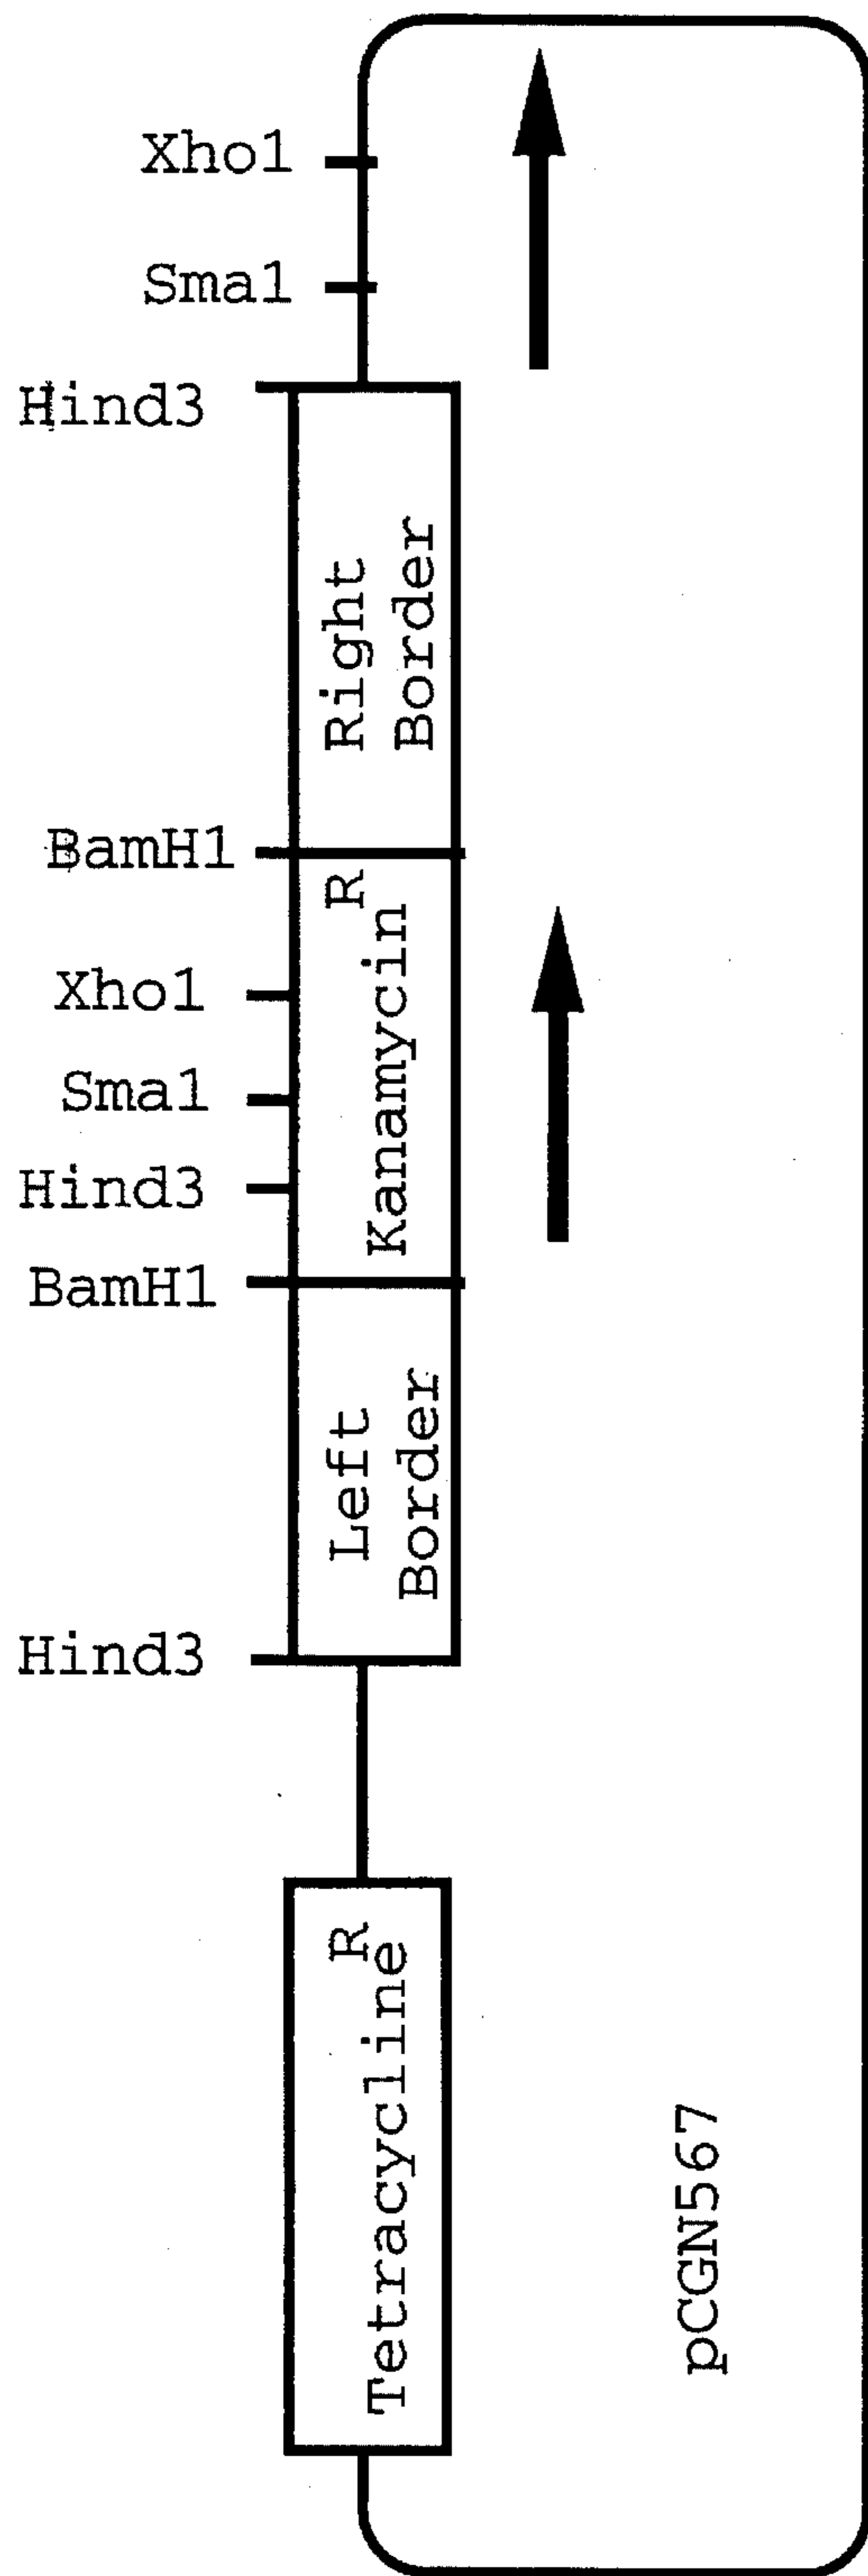 Xho1
Sma1
Hind3
Right
Border
BamH1
R
Kanamycin
Xho1
Sma1
Hind3
BamH1
Left
Border
Hind3
R
Tetracycline
pCGN567